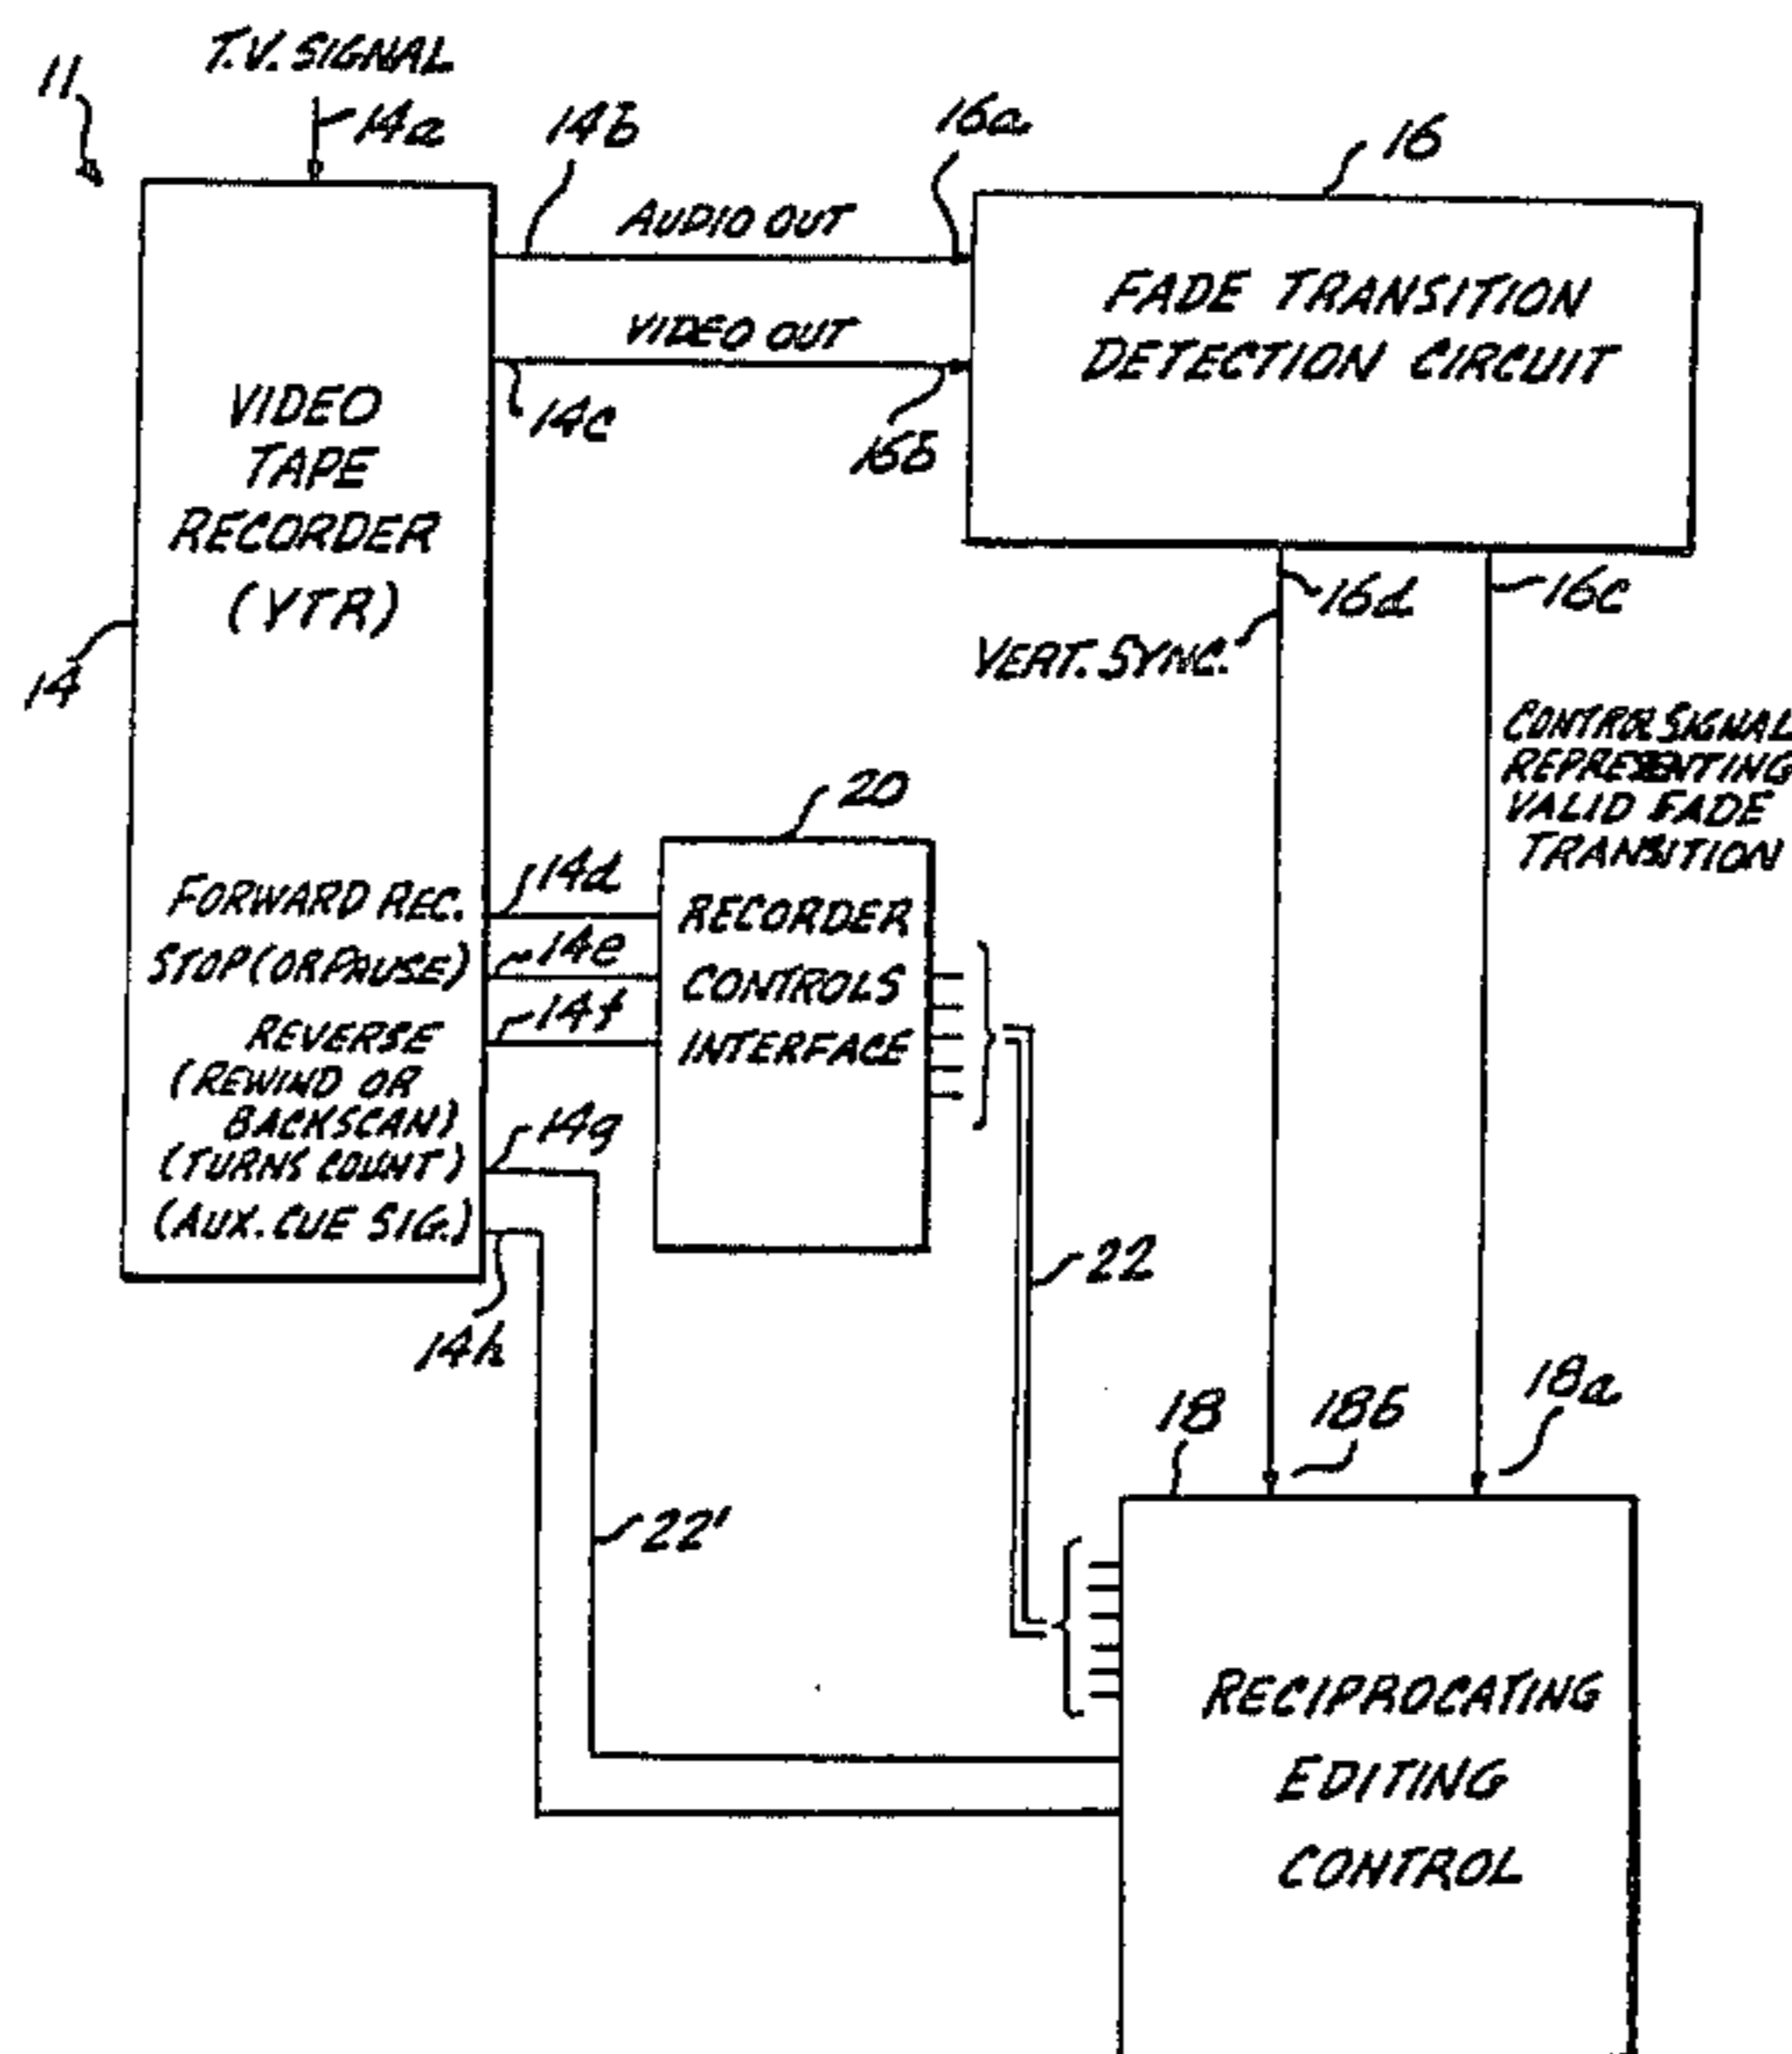 11
T.V. SIGNAL
14a
14b
16a
16
AUDIO OUT
VIDEO OUT
14c
16b
FADE TRANSITION
DETECTION CIRCUIT
VIDEO
TAPE
RECORDER
(VTR)
14
16d
16c
VERT. SYNC.
CONTROL SIGNAL
REPRESENTING
VALID FADE
TRANSITION
20
FORWARD REC.
14d
STOP (OR PAUSE)
14e
REVERSE
14f
(REWIND OR
BACKSCAN)
(TURNS COUNT)
14g
(AUX. CUE SIG.)
14h
RECORDER
CONTROLS
INTERFACE
22
22'
18
18b
18a
RECIPROCATING
EDITING
CONTROL